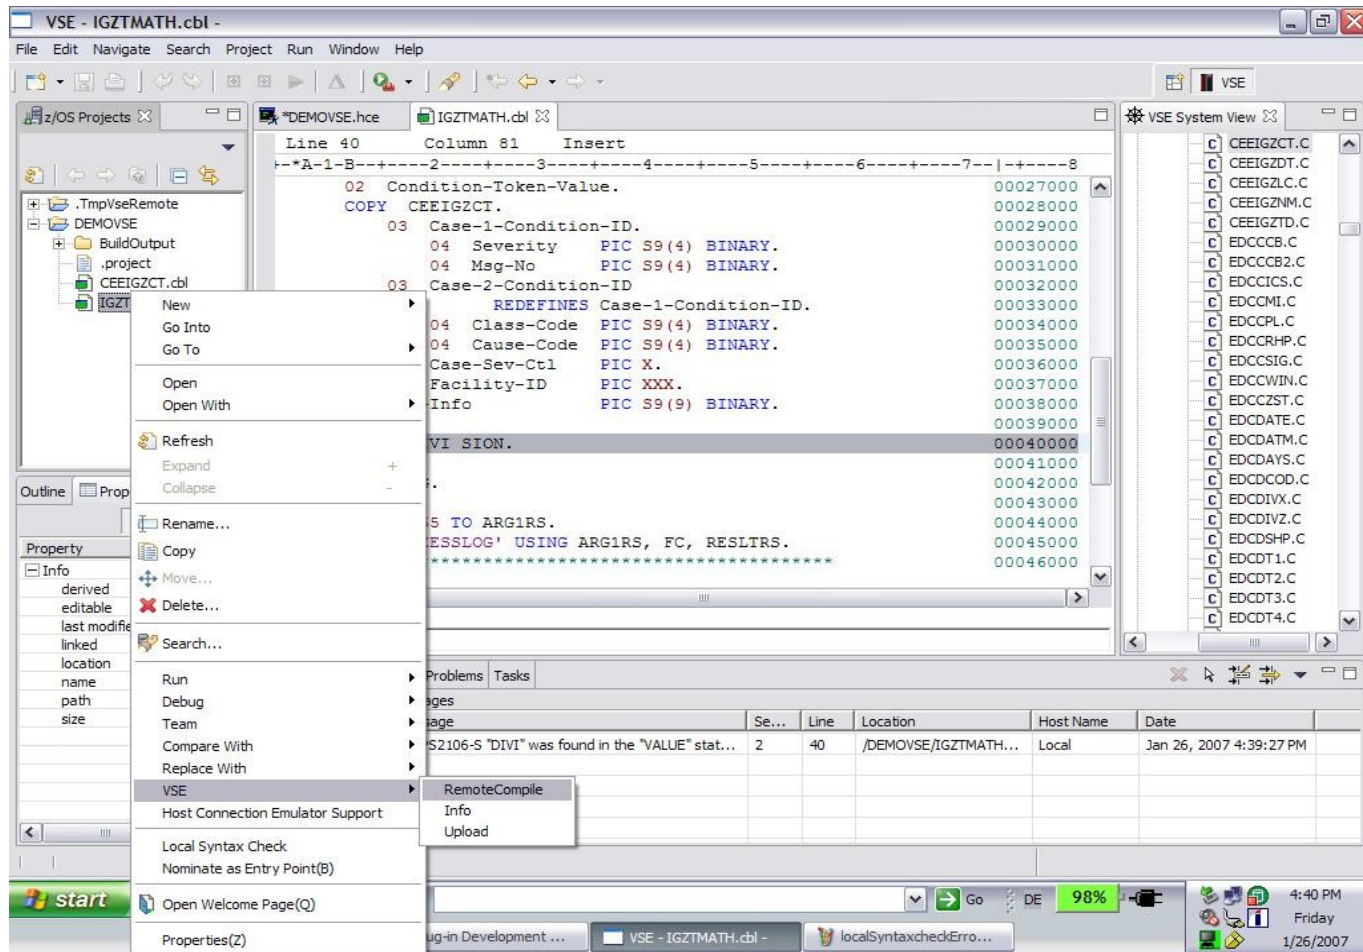 VSE - IGZTMATH.cbl -
File Edit Navigate Search Project Run Window Help
VSE
z/OS Projects
*DEMOVSE.hce
IGZTMATH.cbl
VSE System View
Line 40 Column 81 Insert
+-*A-1-B--+----2----+----3----+----4----+----5----+----6----+----7--|-+----8
02 Condition-Token-Value. 00027000
COPY CEEIGZCT. 00028000
03 Case-1-Condition-ID. 00029000
04 Severity PIC S9(4) BINARY. 00030000
04 Msg-No PIC S9(4) BINARY. 00031000
03 Case-2-Condition-ID 00032000
REDEFINES Case-1-Condition-ID. 00033000
04 Class-Code PIC S9(4) BINARY. 00034000
04 Cause-Code PIC S9(4) BINARY. 00035000
Case-Sev-Ctl PIC X. 00036000
Facility-ID PIC XXX. 00037000
-Info PIC S9(9) BINARY. 00038000
00039000
VI SION. 00040000
00041000
. 00042000
00043000
5 TO ARG1RS. 00044000
ESSLOG' USING ARG1RS, FC, RESLTRS. 00045000
************************************** 00046000
.TmpVseRemote
DEMOVSE
BuildOutput
.project
CEEIGZCT.cbl
IGZT
New
Go Into
Go To
Open
Open With
Refresh
Expand +
Collapse -
Rename...
Copy
Move...
Delete...
Search...
Run
Debug
Team
Compare With
Replace With
VSE
Host Connection Emulator Support
Local Syntax Check
Nominate as Entry Point(B)
Open Welcome Page(Q)
Properties(Z)
RemoteCompile
Info
Upload
CEEIGZCT.C
CEEIGZDT.C
CEEIGZLC.C
CEEIGZNM.C
CEEIGZTD.C
EDCCCB.C
EDCCCB2.C
EDCCICS.C
EDCCMI.C
EDCCPL.C
EDCCRHP.C
EDCCSIG.C
EDCCWIN.C
EDCCZST.C
EDCDATE.C
EDCDATM.C
EDCDAYS.C
EDCDCOD.C
EDCDIVX.C
EDCDIVZ.C
EDCDSHP.C
EDCDT1.C
EDCDT2.C
EDCDT3.C
EDCDT4.C
Outline Prop
Property
Info
derived
editable
last modifie
linked
location
name
path
size
Problems Tasks
ages
sage Se... Line Location Host Name Date
PS2106-S "DIVI" was found in the "VALUE" stat... 2 40 /DEMOVSE/IGZTMATH... Local Jan 26, 2007 4:39:27 PM
start
Go DE 98%
ug-in Development ...
VSE - IGZTMATH.cbl -
localSyntaxcheckErro...
4:40 PM
Friday
1/26/2007